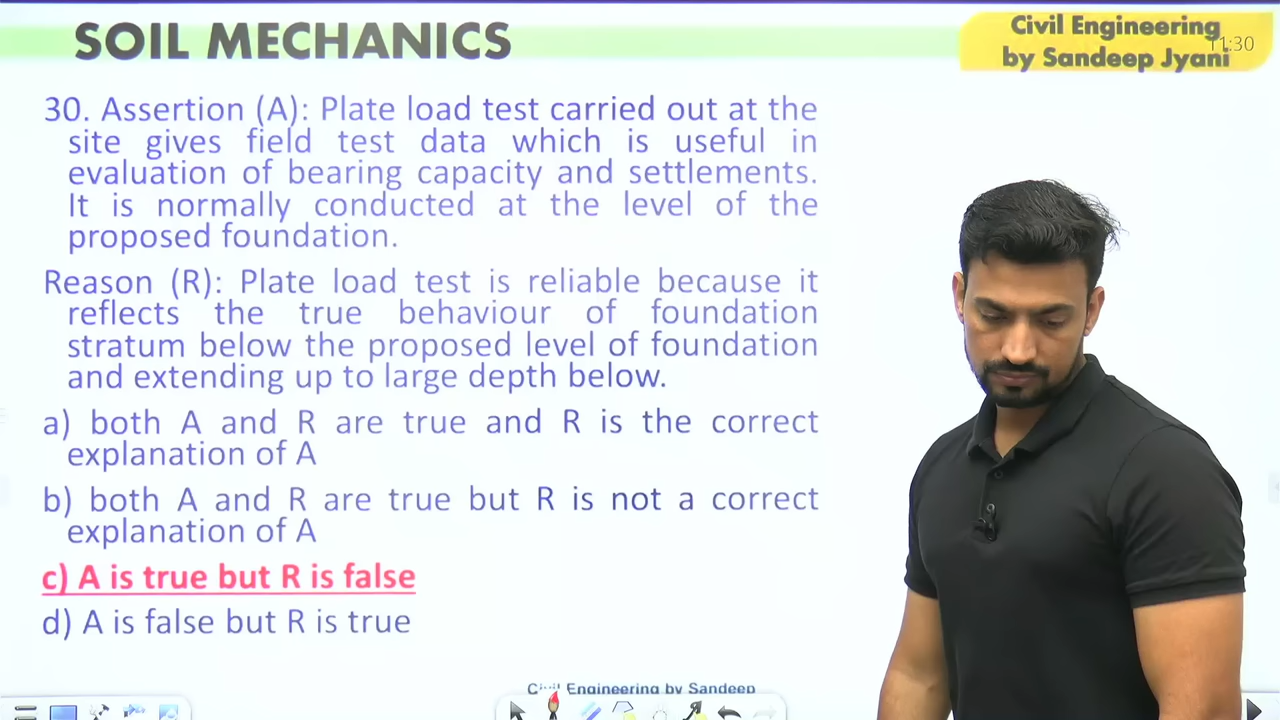 SOIL MECHANICS
Civil Engineering
by Sandeep Jyani
11:30
30. Assertion (A): Plate load test carried out at the
site gives field test data which is useful in
evaluation of bearing capacity and settlements.
It is normally conducted at the level of the
proposed foundation.
Reason (R): Plate load test is reliable because it
reflects the true behaviour of foundation
stratum below the proposed level of foundation
and extending up to large depth below.
a) both A and R are true and R is the correct
explanation of A
b) both A and R are true but R is not a correct
explanation of A
c) A is true but R is false
d) A is false but R is true
Civil Engineering by Sandeep